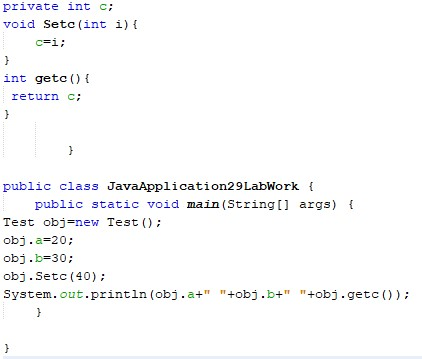 private int c;
void Setc(int i){
c=i;
}
int getc(){
return c;
}
}
public class JavaApplication29LabWork {
public static void main(String[] args) {
Test obj=new Test();
obj.a=20;
obj.b=30;
obj.Setc(40);
System.out.println(obj.a+" "+obj.b+" "+obj.getc());
}
}